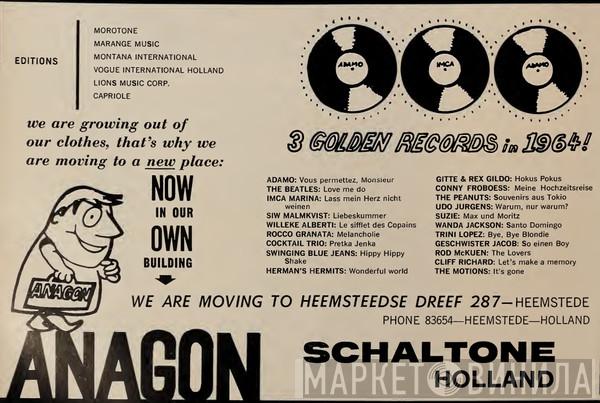 EDITIONS
MOROTONE
MARANGE MUSIC
MONTANA INTERNATIONAL
VOGUE INTERNATIONAL HOLLAND
LIONS MUSIC CORP.
CAPRIOLE
ADAMO
IMCA
ADAMO
3 GOLDEN RECORDS in 1964!
we are growing out of
our clothes, that's why we
are moving to a new place:
NOW
IN OUR
OWN
BUILDING
ANAGON
ADAMO: Vous permettez, Monsieur
THE BEATLES: Love me do
IMCA MARINA: Lass mein Herz nicht
weinen
SIW MALMKVIST: Liebeskummer
WILLEKE ALBERTI: Le sifflet des Copains
ROCCO GRANATA: Melancholie
COCKTAIL TRIO: Pretka Jenka
SWINGING BLUE JEANS: Hippy Hippy
Shake
HERMAN'S HERMITS: Wonderful world
GITTE & REX GILDO: Hokus Pokus
CONNY FROBOESS: Meine Hochzeitsreise
THE PEANUTS: Souvenirs aus Tokio
UDO JURGENS: Warum, nur warum?
SUZIE: Max und Moritz
WANDA JACKSON: Santo Domingo
TRINI LOPEZ: Bye, Bye Blondie
GESCHWISTER JACOB: So einen Boy
ROD McKUEN: The Lovers
CLIFF RICHARD: Let's make a memory
THE MOTIONS: It's gone
WE ARE MOVING TO HEEMSTEEDSE DREEF 287—HEEMSTEDE
PHONE 83654—HEEMSTEDE—HOLLAND
ANAGON
SCHALTONE
HOLLAND
МАРКЕТ ВИНИЛА